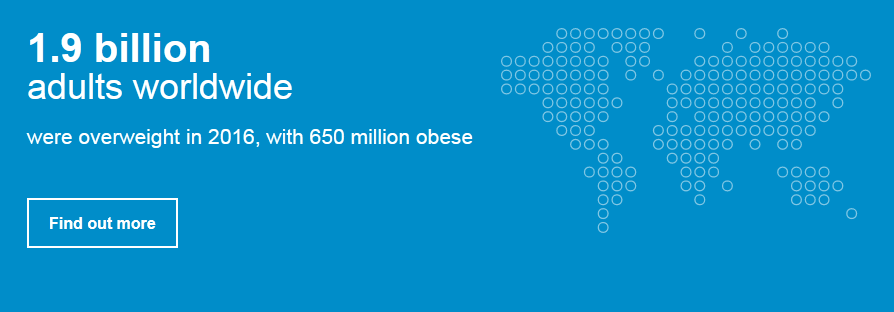 1.9 billion
adults worldwide
were overweight in 2016, with 650 million obese
Find out more